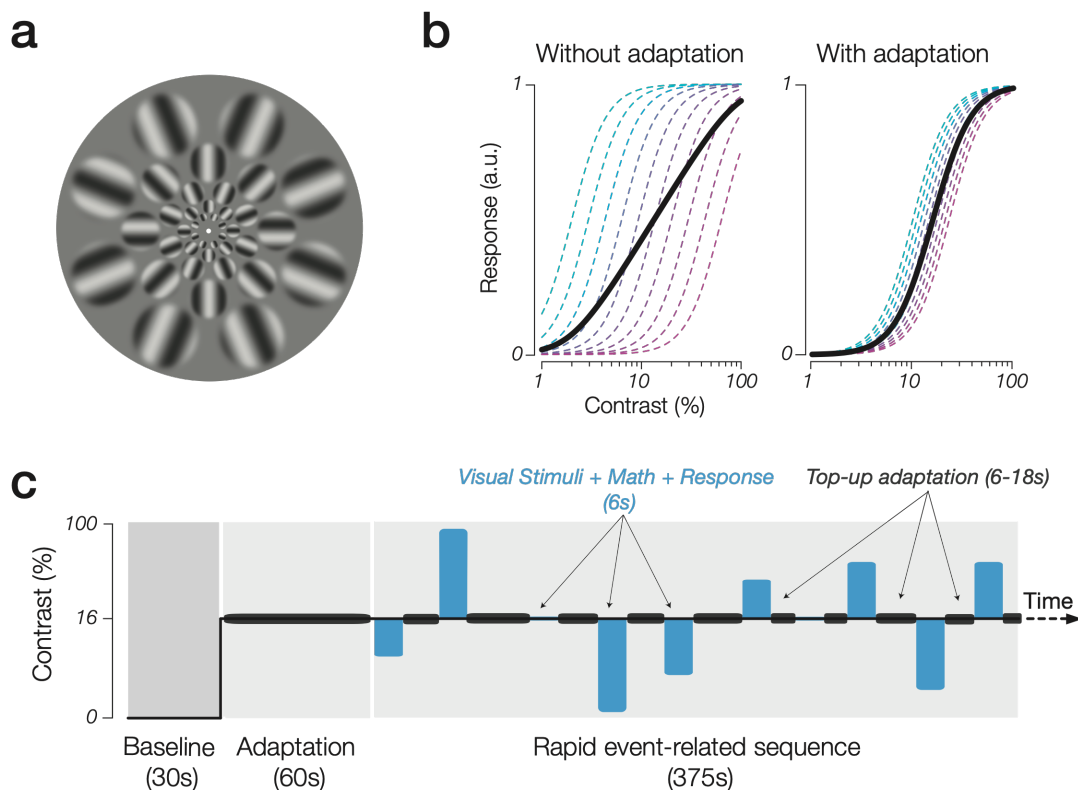 a
b
Without adaptation
With adaptation
1
1
Response (a.u.)
0
0
1
10
100
1
10
100
Contrast (%)
c
Visual Stimuli + Math + Response
(6s)
Top-up adaptation (6-18s)
100
16
0
Contrast (%)
Time
Baseline
(30s)
Adaptation
(60s)
Rapid event-related sequence
(375s)